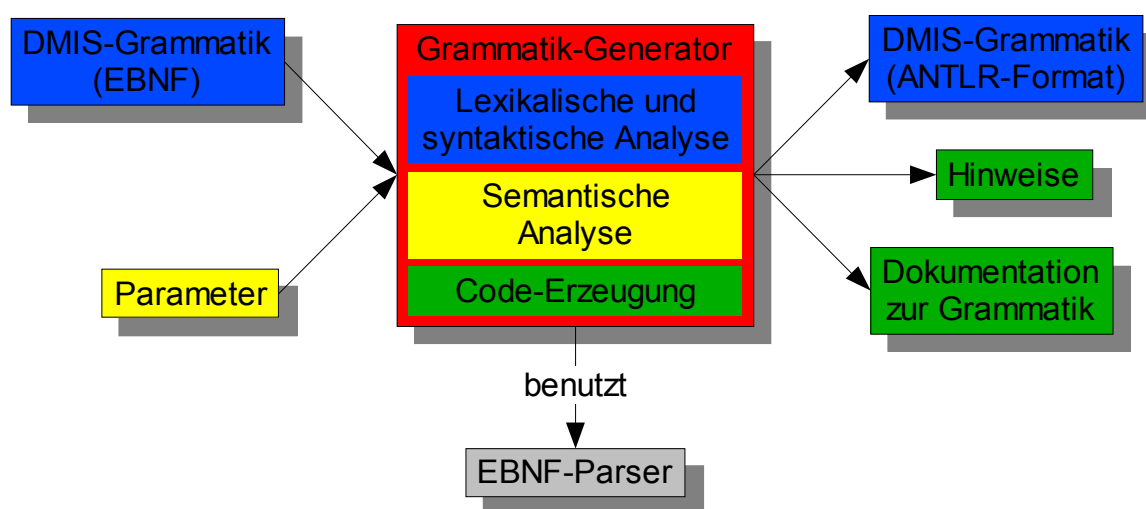 DMIS-Grammatik
(EBNF)
Parameter
Grammatik-Generator
Lexikalische und
syntaktische Analyse
Semantische
Analyse
Code-Erzeugung
benutzt
EBNF-Parser
DMIS-Grammatik
(ANTLR-Format)
Hinweise
Dokumentation
zur Grammatik